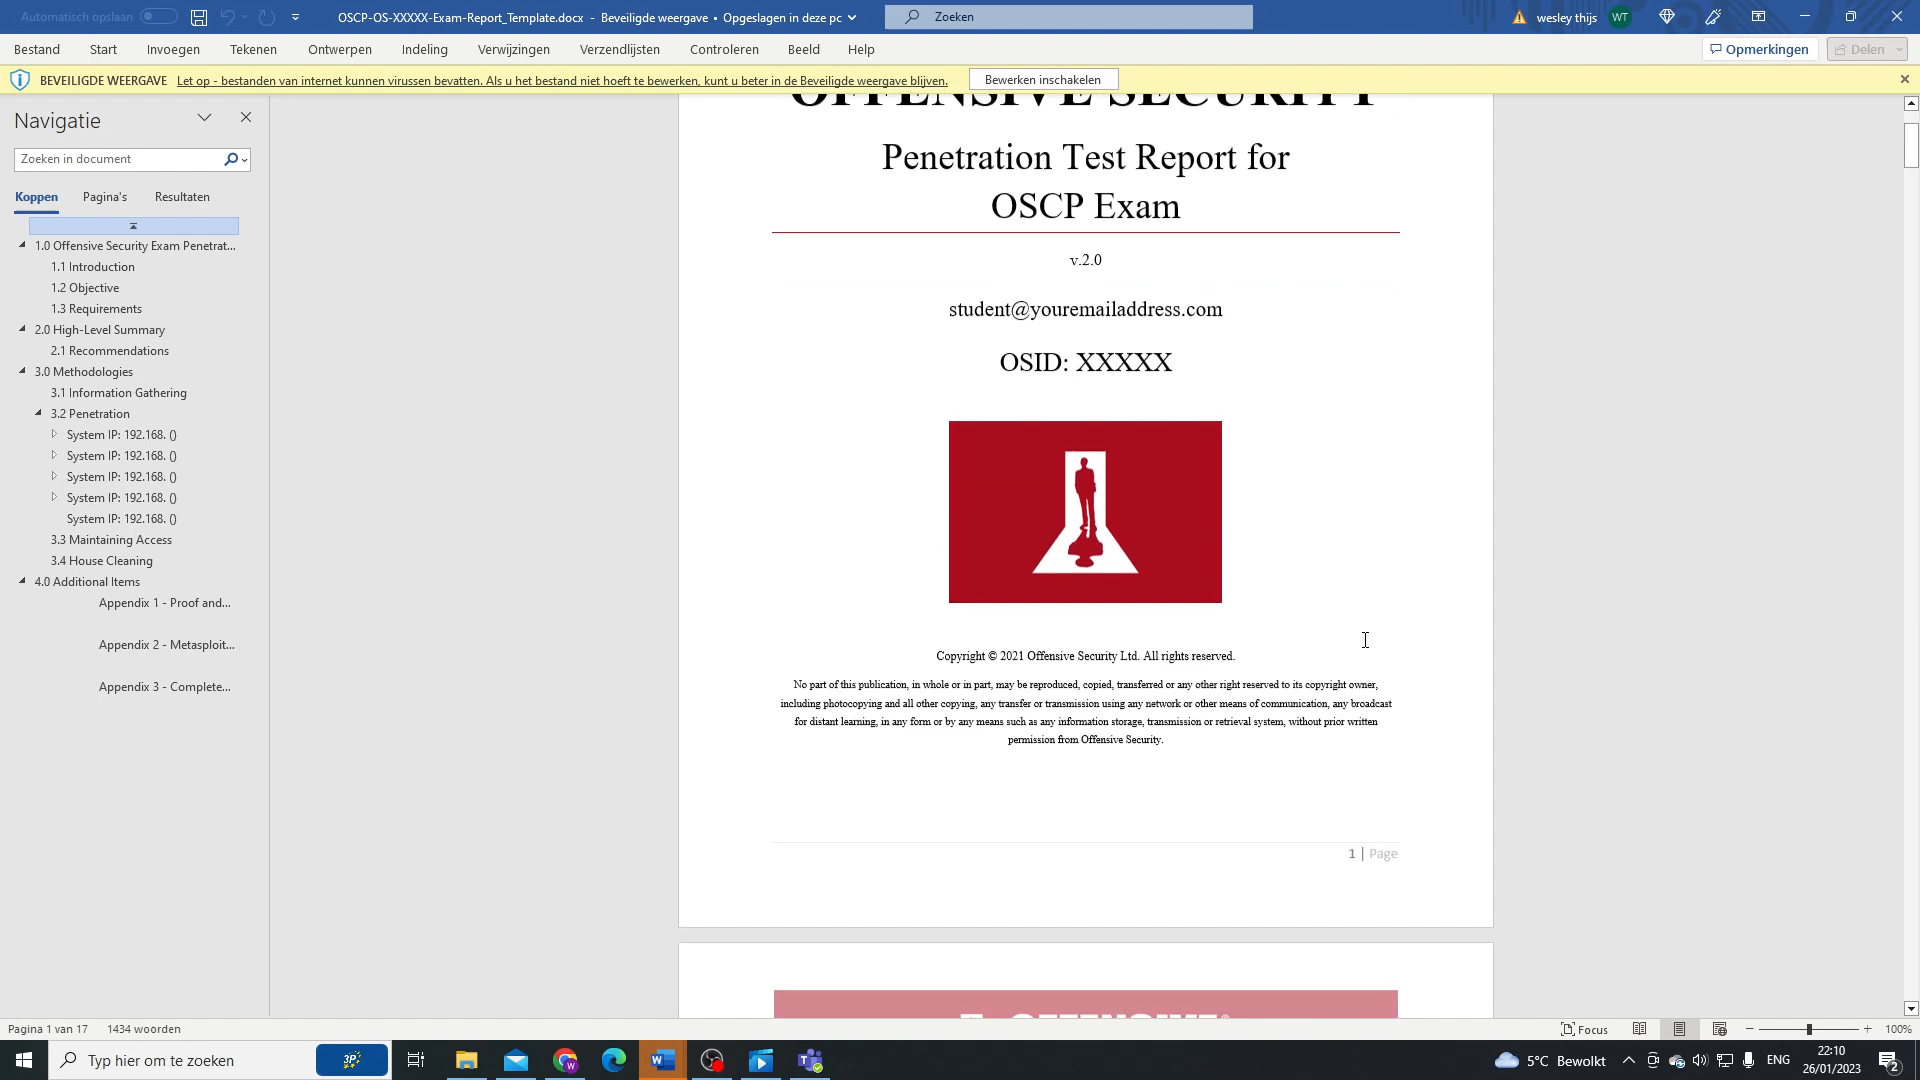 Automatisch opslaan
OSCP-OS-XXXXX-Exam-Report_Template.docx - Beveiligde weergave • Opgeslagen in deze pc
Zoeken
wesley thijs
WT
Bestand Start Invoegen Tekenen Ontwerpen Indeling Verwijzingen Verzendlijsten Controleren Beeld Help
Opmerkingen
Delen
BEVEILIGDE WEERGAVE Let op - bestanden van internet kunnen virussen bevatten. Als u het bestand niet hoeft te bewerken, kunt u beter in de Beveiligde weergave blijven.
Bewerken inschakelen
Navigatie
Zoeken in document
Koppen Pagina's Resultaten
1.0 Offensive Security Exam Penetrat...
1.1 Introduction
1.2 Objective
1.3 Requirements
2.0 High-Level Summary
2.1 Recommendations
3.0 Methodologies
3.1 Information Gathering
3.2 Penetration
System IP: 192.168. ()
System IP: 192.168. ()
System IP: 192.168. ()
System IP: 192.168. ()
System IP: 192.168. ()
3.3 Maintaining Access
3.4 House Cleaning
4.0 Additional Items
Appendix 1 - Proof and...
Appendix 2 - Metasploit...
Appendix 3 - Complete...
OFFENSIVE SECURITY
Penetration Test Report for
OSCP Exam
v.2.0
student@youremailaddress.com
OSID: XXXXX
Copyright © 2021 Offensive Security Ltd. All rights reserved.
No part of this publication, in whole or in part, may be reproduced, copied, transferred or any other right reserved to its copyright owner,
including photocopying and all other copying, any transfer or transmission using any network or other means of communication, any broadcast
for distant learning, in any form or by any means such as any information storage, transmission or retrieval system, without prior written
permission from Offensive Security.
1 | Page
OFFENSIVE®
Pagina 1 van 17 1434 woorden
Focus
100%
Typ hier om te zoeken
5°C Bewolkt
ENG
22:10
26/01/2023
2